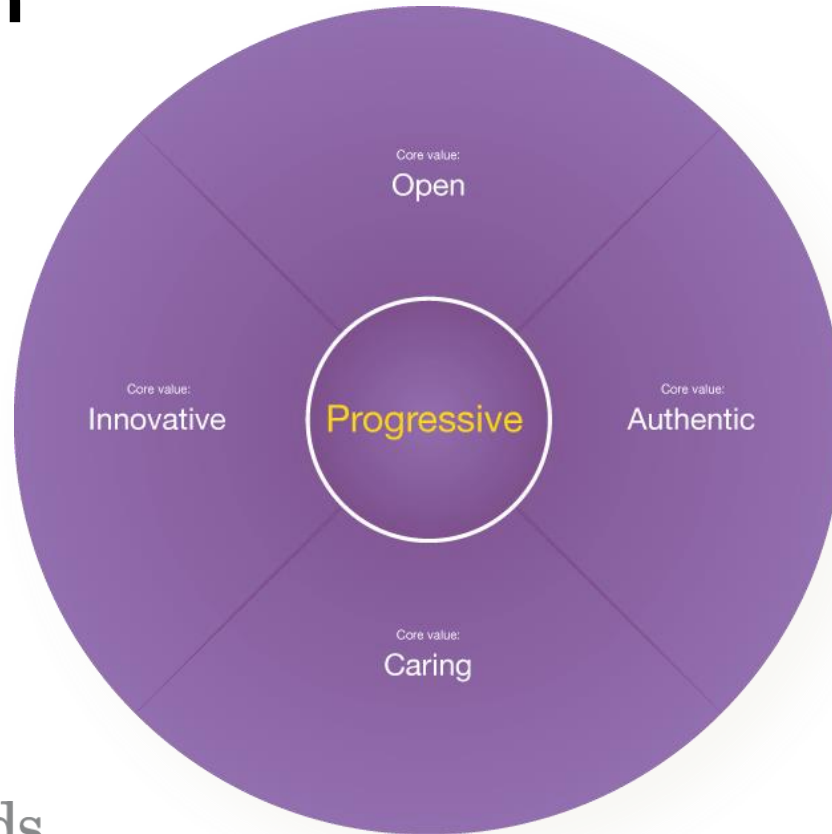 Core value:
Open
Core value:
Innovative
Progressive
Core value:
Authentic
Core value:
Caring